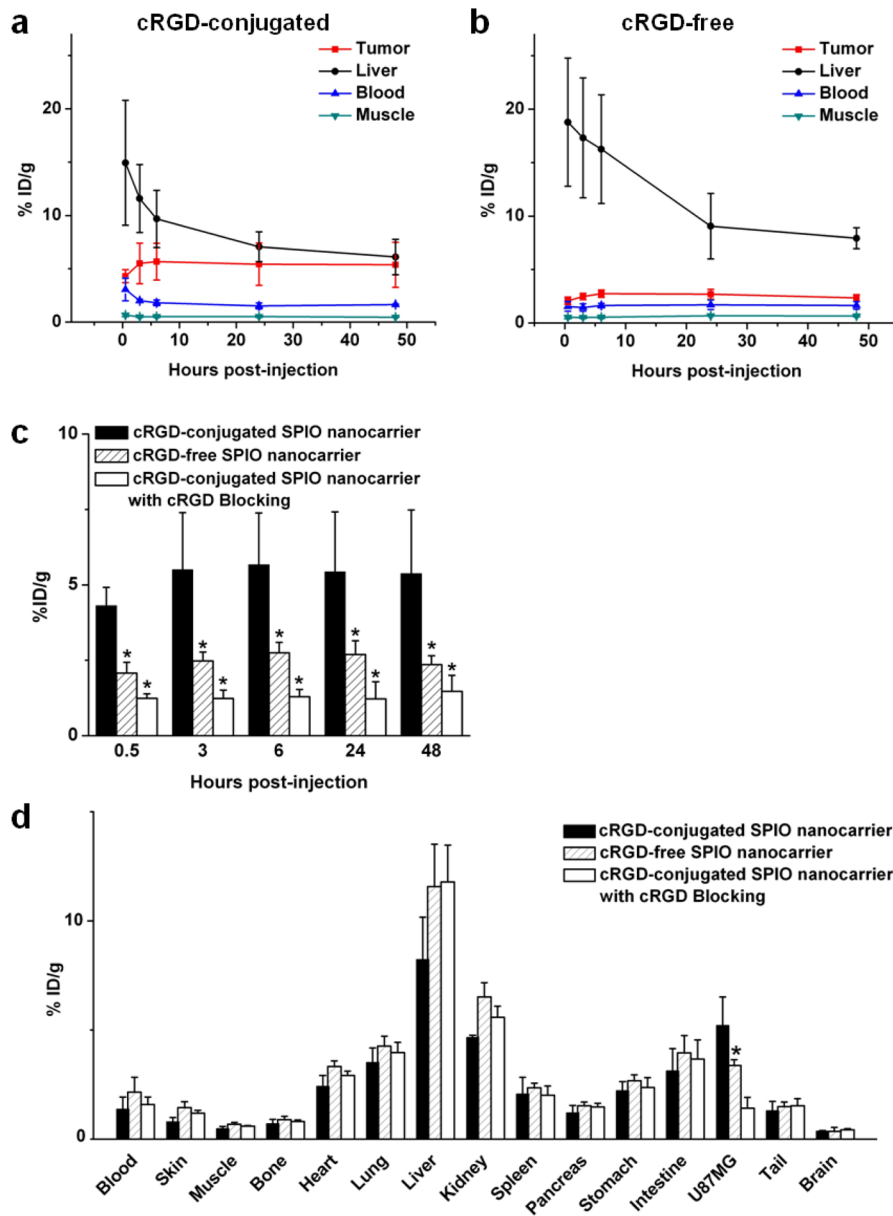 a
cRGD-conjugated
Tumor
Liver
Blood
Muscle
20
10
0
% ID/g
0 10 20 30 40 50
Hours post-injection
b
cRGD-free
Tumor
Liver
Blood
Muscle
20
10
0
% ID/g
0 10 20 30 40 50
Hours post-injection
c
cRGD-conjugated SPIO nanocarrier
cRGD-free SPIO nanocarrier
cRGD-conjugated SPIO nanocarrier
with cRGD Blocking
10
5
0
%ID/g
* * * * * * * * * *
0.5 3 6 24 48
Hours post-injection
d
cRGD-conjugated SPIO nanocarrier
cRGD-free SPIO nanocarrier
cRGD-conjugated SPIO nanocarrier
with cRGD Blocking
10
0
% ID/g
*
Blood
Skin
Muscle
Bone
Heart
Lung
Liver
Kidney
Spleen
Pancreas
Stomach
Intestine
U87MG
Tail
Brain